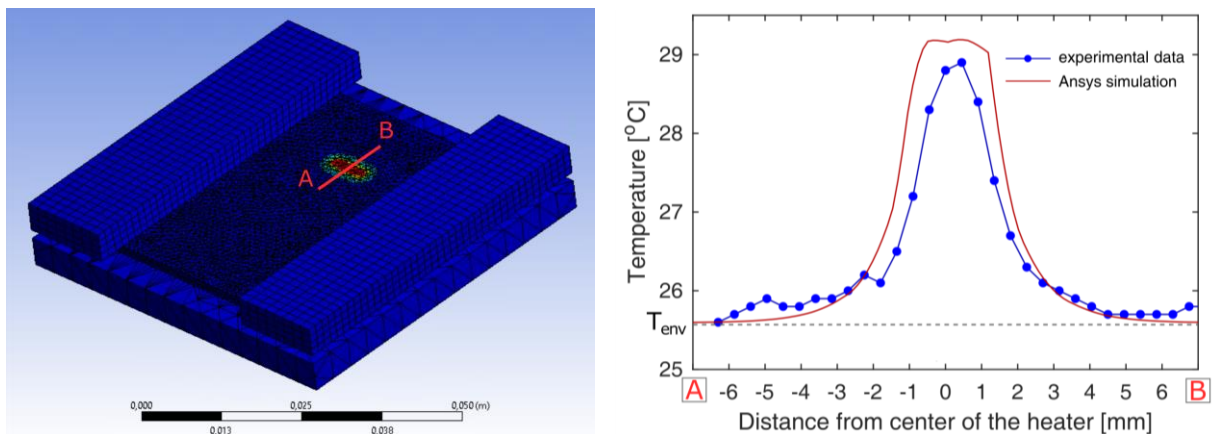 B
A
0,000 0,025 0,050 (m)
0,013 0,038
29
28
27
26
T_env
25
Temperature [°C]
experimental data
Ansys simulation
A -6 -5 -4 -3 -2 -1 0 1 2 3 4 5 6 B
Distance from center of the heater [mm]